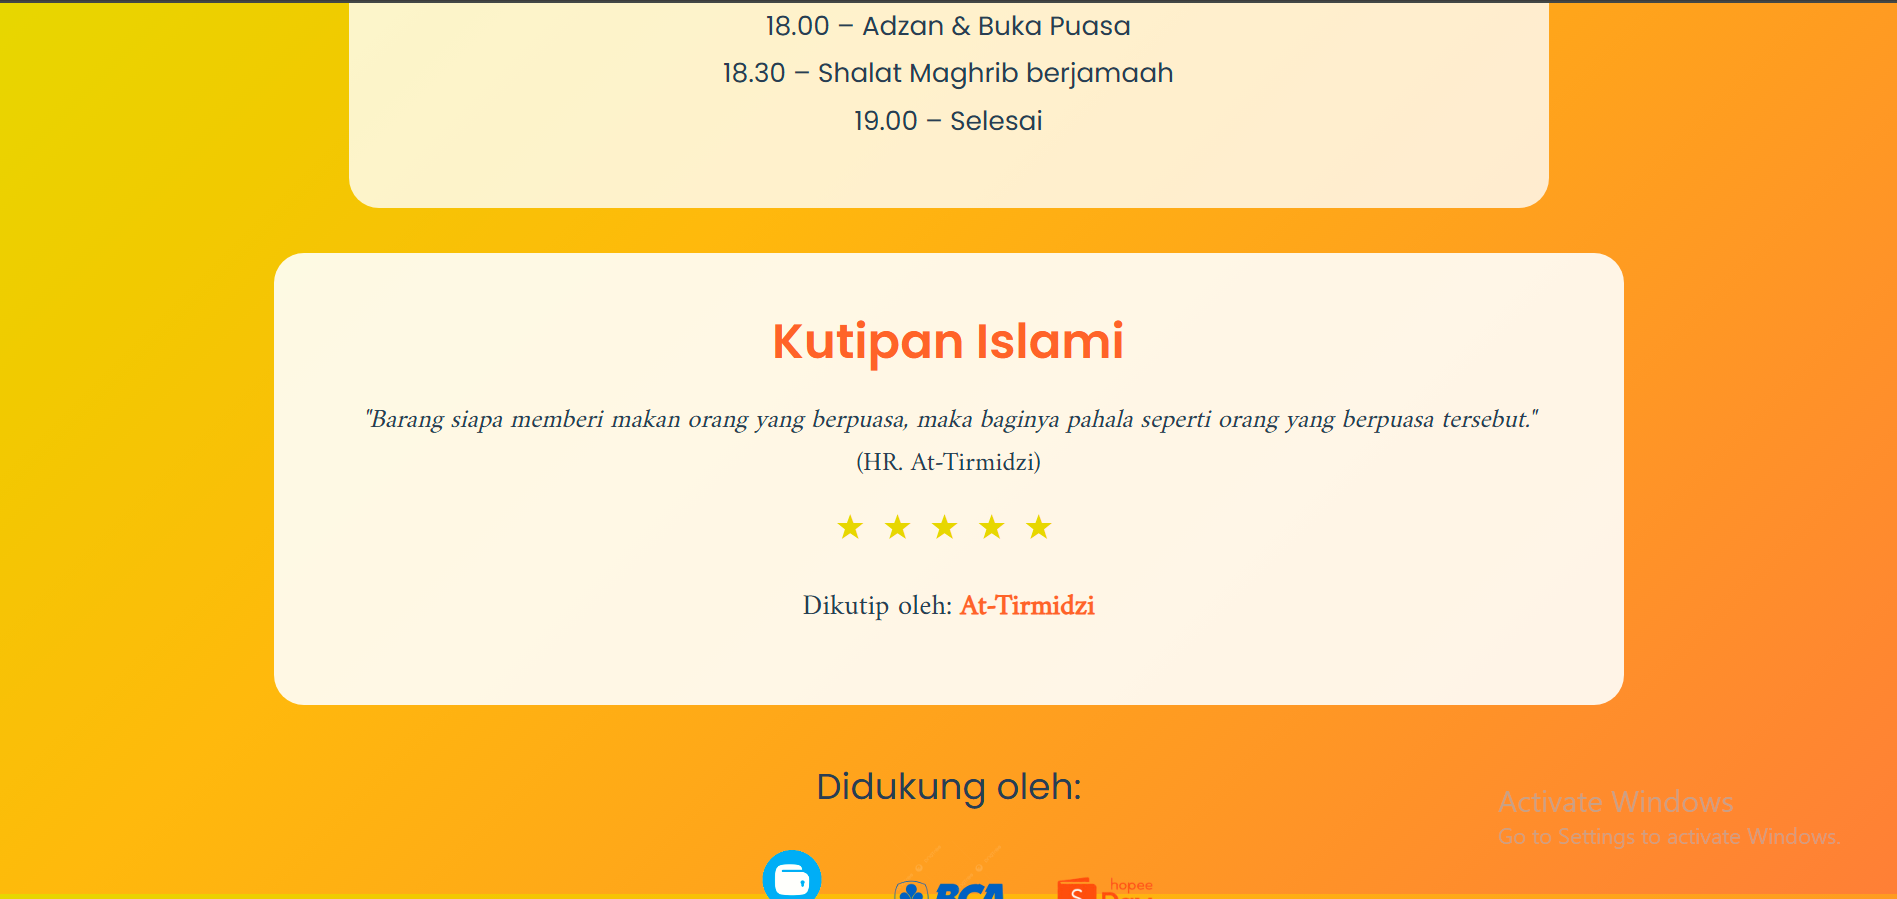 18.00 – Adzan & Buka Puasa
18.30 – Shalat Maghrib berjamaah
19.00 – Selesai
Kutipan Islami
"Barang siapa memberi makan orang yang berpuasa, maka baginya pahala seperti orang yang berpuasa tersebut."
(HR. At-Tirmidzi)
★ ★ ★ ★ ★
Dikutip oleh: At-Tirmidzi
Didukung oleh:
Activate Windows
Go to Settings to activate Windows.
BCA
S hopee